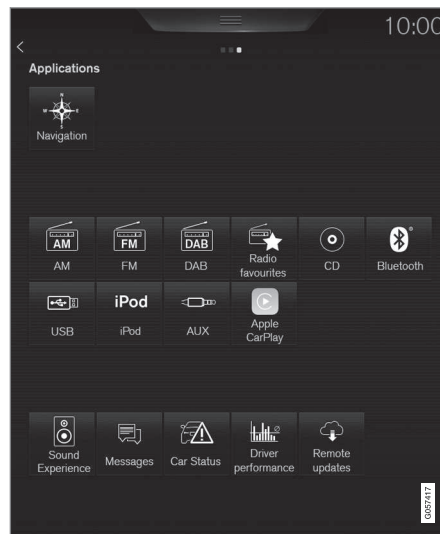 10:00
Applications
N
W E
S
Navigation
AM FM DAB
AM FM DAB Radio favourites CD Bluetooth
iPod
USB iPod AUX Apple CarPlay
Sound Experience Messages Car Status Driver performance Remote updates
G057417